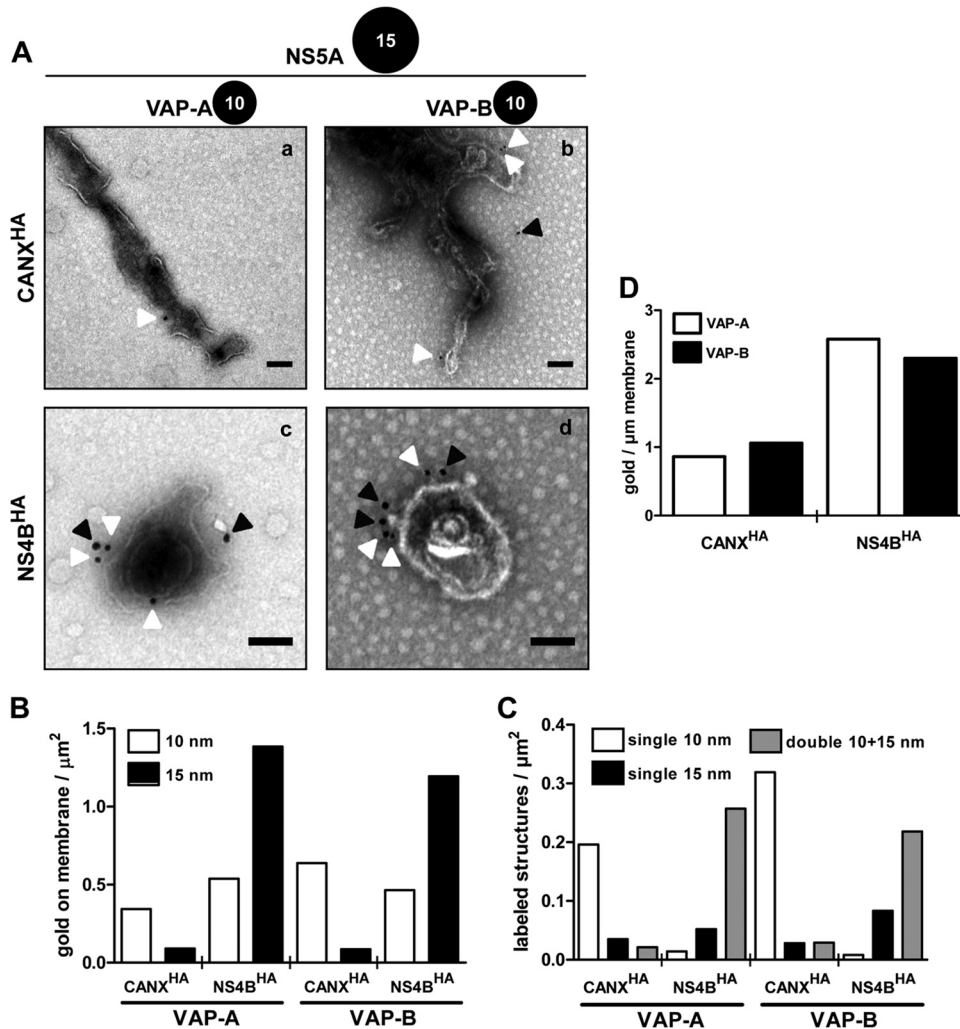 A
NS5A 15
VAP-A 10
VAP-B 10
CANX^HA
a
b
NS4B^HA
c
d
B
gold on membrane / μm²
1.5
1.0
0.5
0.0
10 nm
15 nm
CANX^HA NS4B^HA CANX^HA NS4B^HA
VAP-A VAP-B
C
labeled structures / μm²
0.4
0.3
0.2
0.1
0.0
single 10 nm
single 15 nm
double 10+15 nm
CANX^HA NS4B^HA CANX^HA NS4B^HA
VAP-A VAP-B
D
gold / μm membrane
3
2
1
0
VAP-A
VAP-B
CANX^HA NS4B^HA